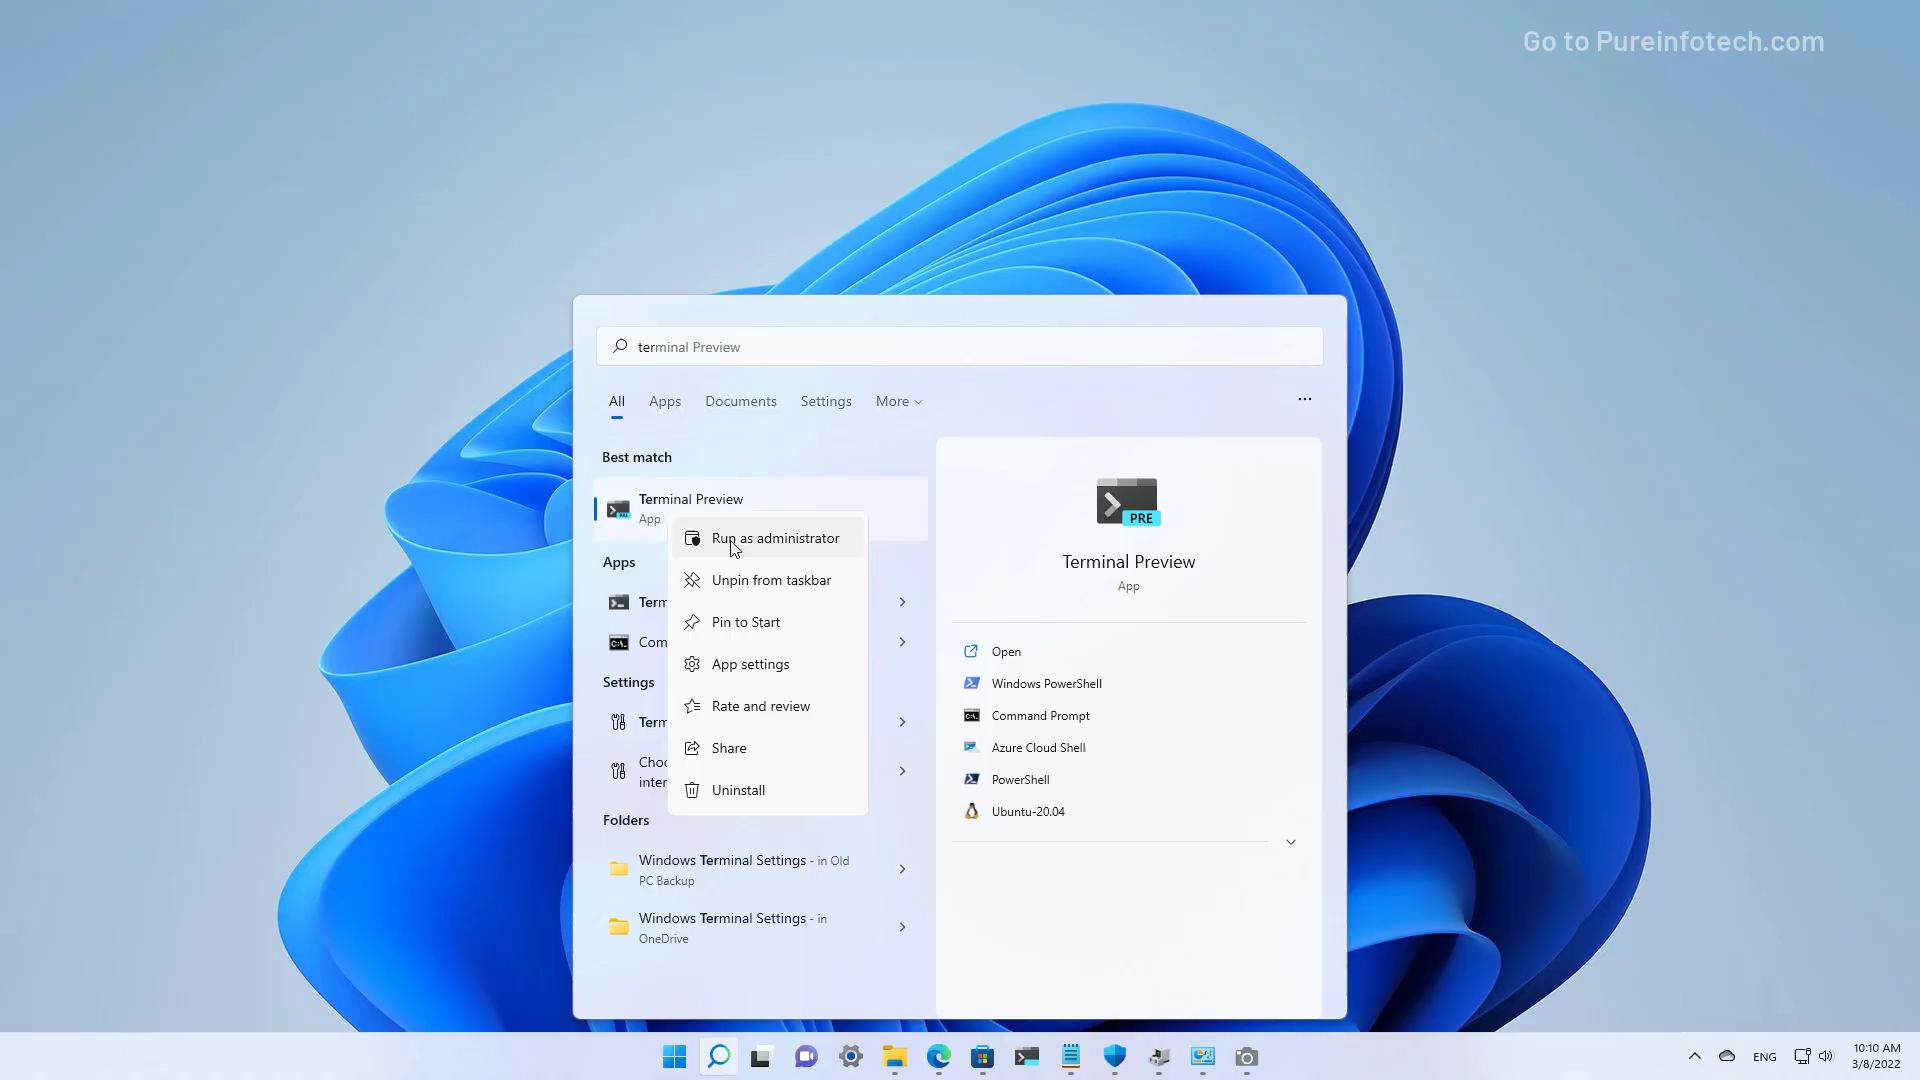 Go to Pureinfotech.com
terminal Preview
All Apps Documents Settings More
Best match
Terminal Preview
App
Run as administrator
Unpin from taskbar
Pin to Start
App settings
Rate and review
Share
Uninstall
Apps
Term
Com
Settings
Term
Choo
inter
Folders
Windows Terminal Settings - in Old
PC Backup
Windows Terminal Settings - in
OneDrive
PRE
Terminal Preview
App
Open
Windows PowerShell
Command Prompt
Azure Cloud Shell
PowerShell
Ubuntu-20.04
ENG
10:10 AM
3/8/2022